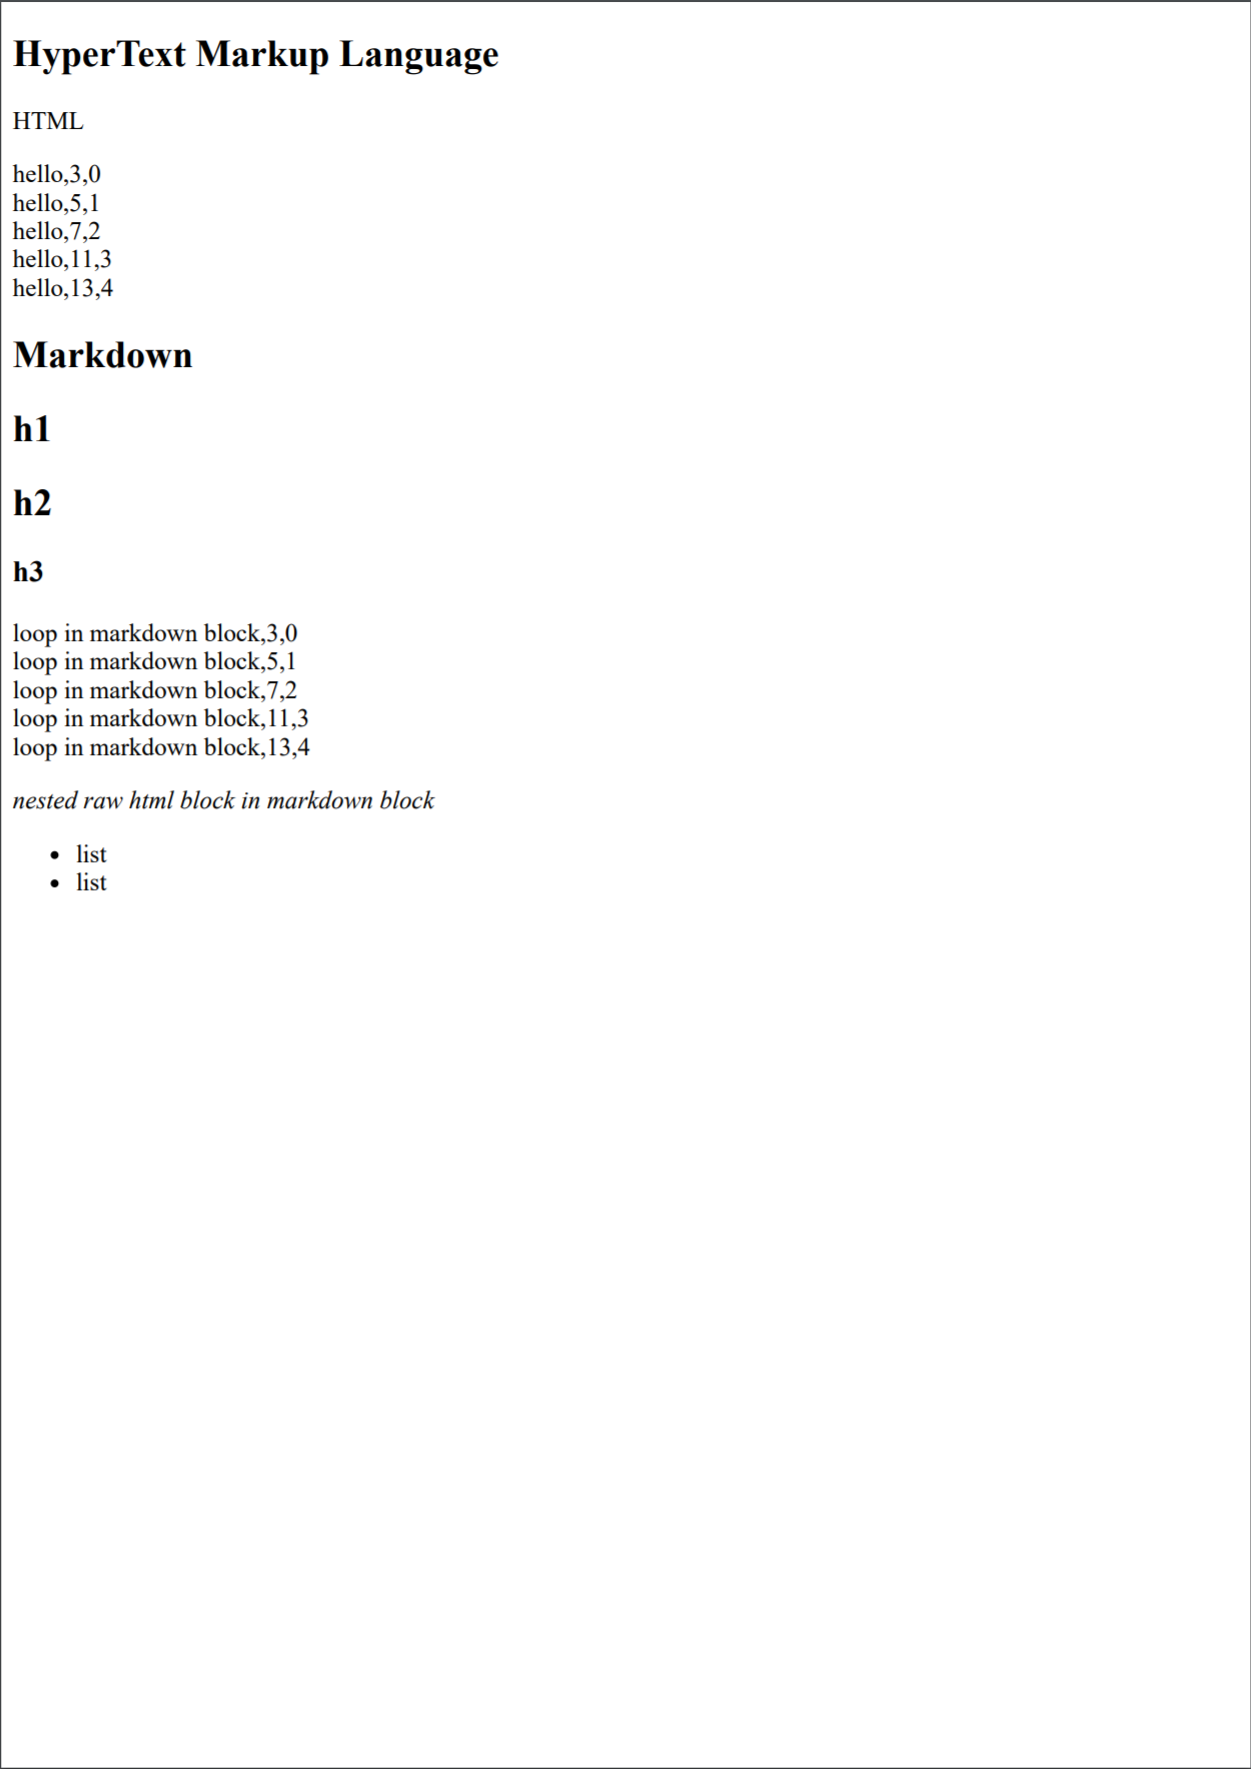 HyperText Markup Language
HTML
hello,3,0
hello,5,1
hello,7,2
hello,11,3
hello,13,4
Markdown
h1
h2
h3
loop in markdown block,3,0
loop in markdown block,5,1
loop in markdown block,7,2
loop in markdown block,11,3
loop in markdown block,13,4
nested raw html block in markdown block
• list
• list